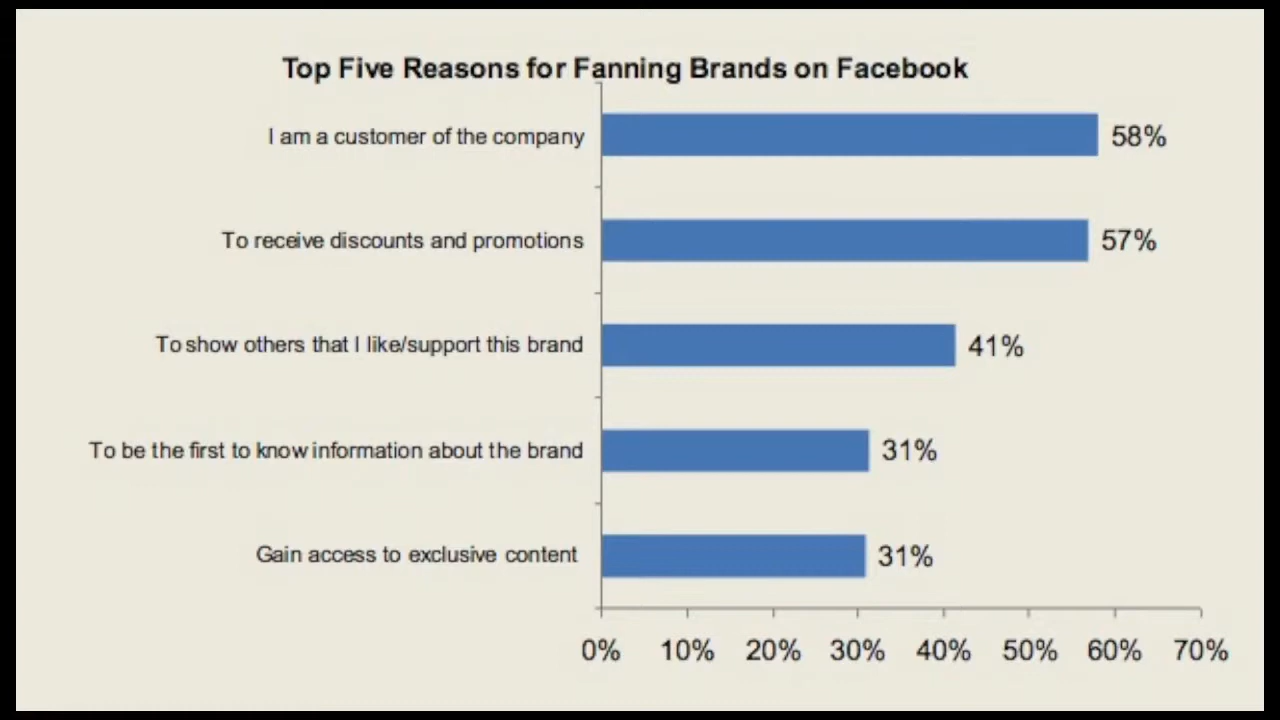 Top Five Reasons for Fanning Brands on Facebook
I am a customer of the company 58%
To receive discounts and promotions 57%
To show others that I like/support this brand 41%
To be the first to know information about the brand 31%
Gain access to exclusive content 31%
0% 10% 20% 30% 40% 50% 60% 70%